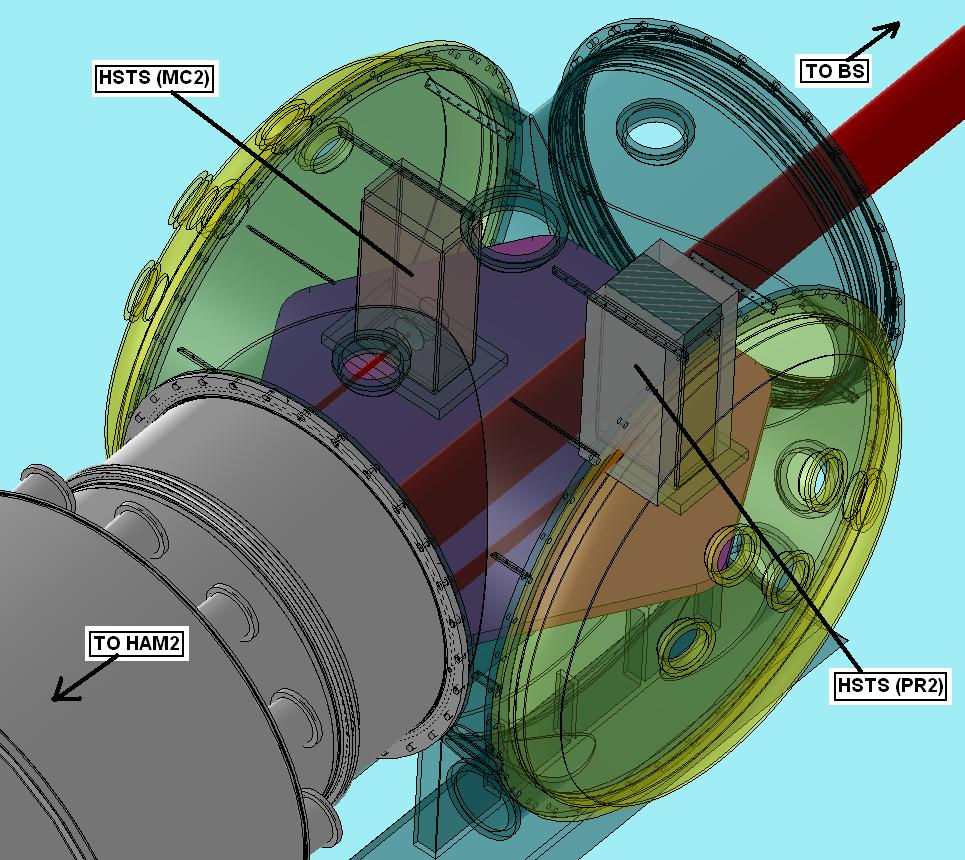 HSTS (MC2)
TO BS
TO HAM2
HSTS (PR2)